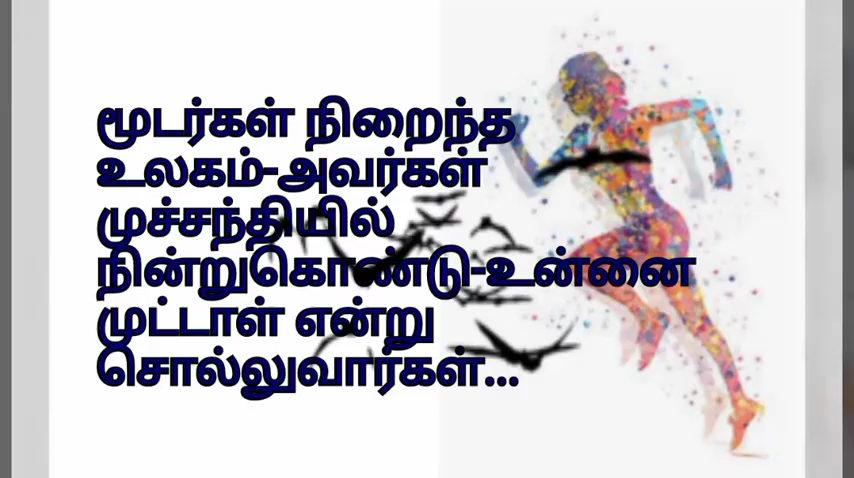 மூடர்கள் நிறைந்த
உலகம்-அவர்கள்
முச்சந்தியில்
நின்றுகொண்டு-உன்னை
முட்டாள் என்று
சொல்லுவார்கள்...